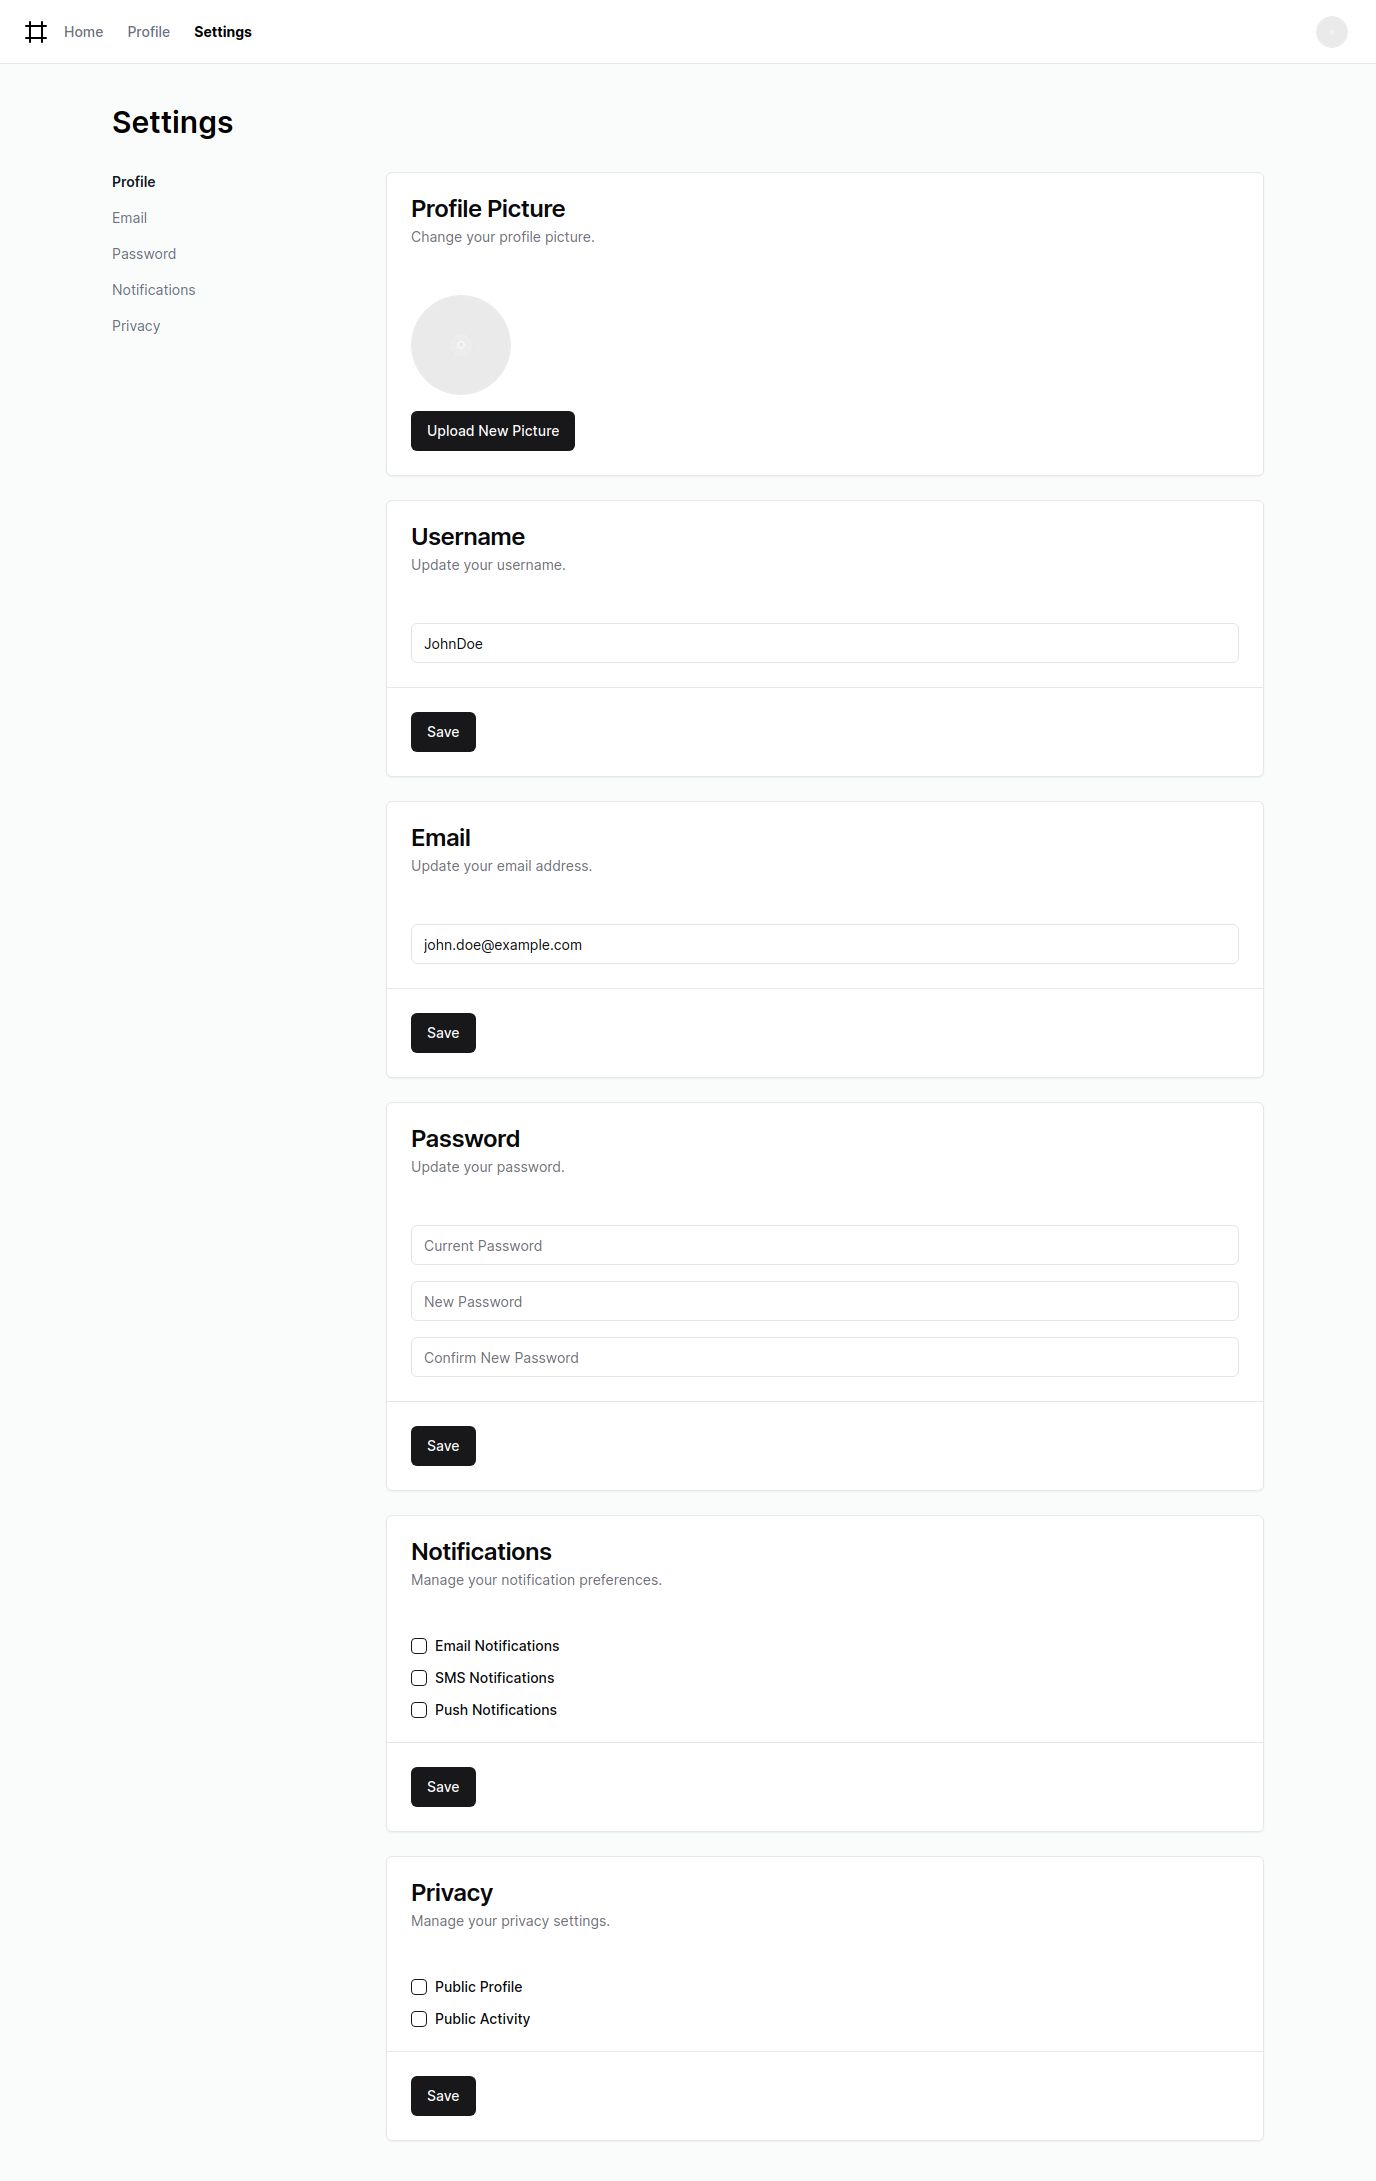 Home Profile Settings
Settings
Profile
Email
Password
Notifications
Privacy
Profile Picture
Change your profile picture.
Upload New Picture
Username
Update your username.
JohnDoe
Save
Email
Update your email address.
john.doe@example.com
Save
Password
Update your password.
Current Password
New Password
Confirm New Password
Save
Notifications
Manage your notification preferences.
Email Notifications
SMS Notifications
Push Notifications
Save
Privacy
Manage your privacy settings.
Public Profile
Public Activity
Save